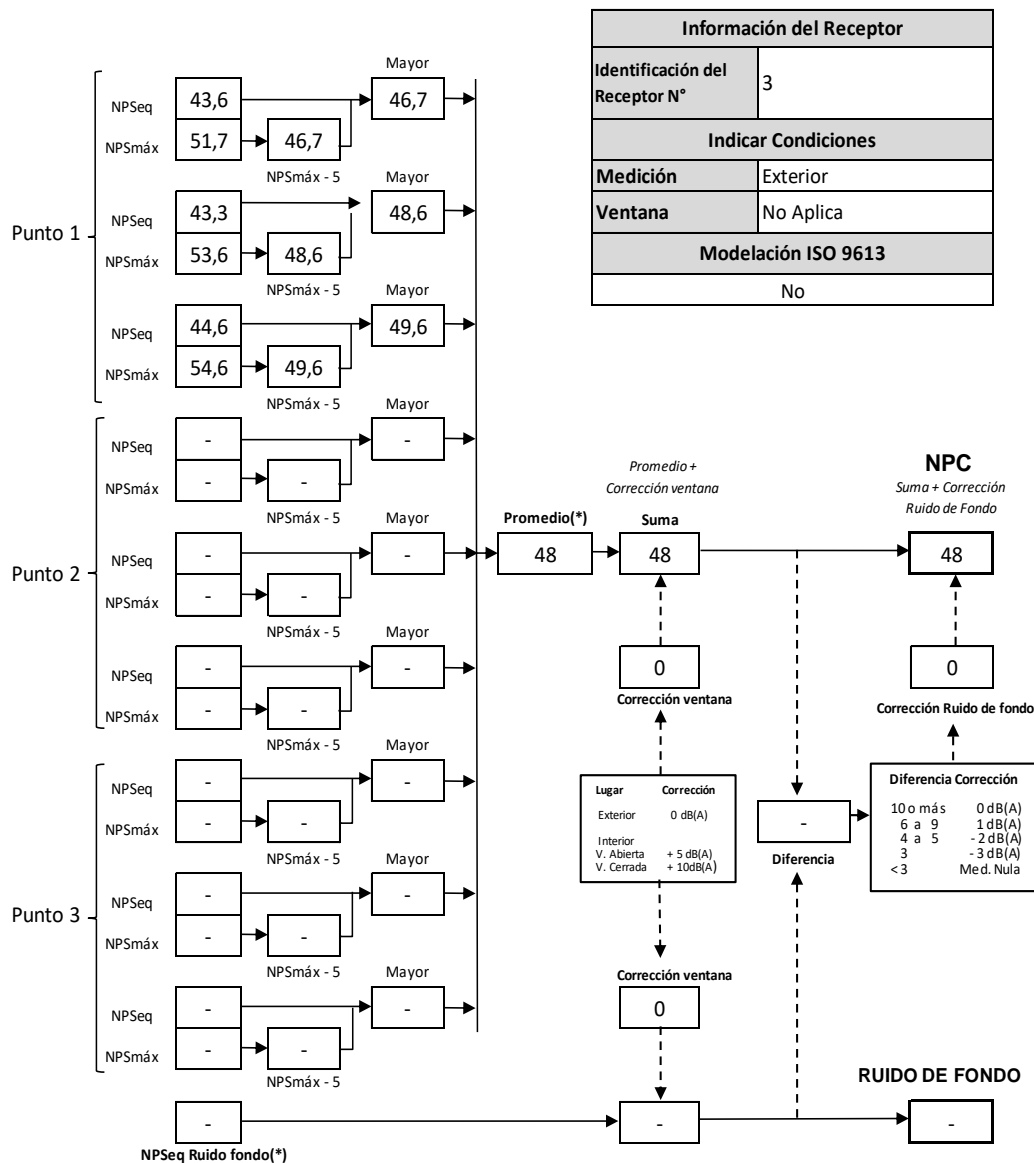 Información del Receptor
Identificación del Receptor N° 3
Indicar Condiciones
Medición Exterior
Ventana No Aplica
Modelación ISO 9613
No
Punto 1
Mayor
NPSeq 43,6 46,7
NPSmáx 51,7 46,7
NPSmáx - 5
Mayor
NPSeq 43,3 48,6
NPSmáx 53,6 48,6
NPSmáx - 5
Mayor
NPSeq 44,6 49,6
NPSmáx 54,6 49,6
NPSmáx - 5
Punto 2
Mayor
NPSeq - -
NPSmáx - -
NPSmáx - 5
Mayor
NPSeq - -
NPSmáx - -
NPSmáx - 5
Mayor
NPSeq - -
NPSmáx - -
NPSmáx - 5
Punto 3
Mayor
NPSeq - -
NPSmáx - -
NPSmáx - 5
Mayor
NPSeq - -
NPSmáx - -
NPSmáx - 5
Mayor
NPSeq - -
NPSmáx - -
NPSmáx - 5
-
NPSeq Ruido fondo(*)
Promedio(*)
48
Promedio +
Corrección ventana
Suma
48
0
Corrección ventana
Lugar Corrección
Exterior 0 dB(A)
Interior
V. Abierta + 5 dB(A)
V. Cerrada + 10dB(A)
Corrección ventana
0
-
-
Diferencia
NPC
Suma + Corrección
Ruido de Fondo
48
0
Corrección Ruido de fondo
Diferencia Corrección
10 o más 0 dB(A)
6 a 9 1 dB(A)
4 a 5 - 2 dB(A)
3 - 3 dB(A)
< 3 Med. Nula
RUIDO DE FONDO
-